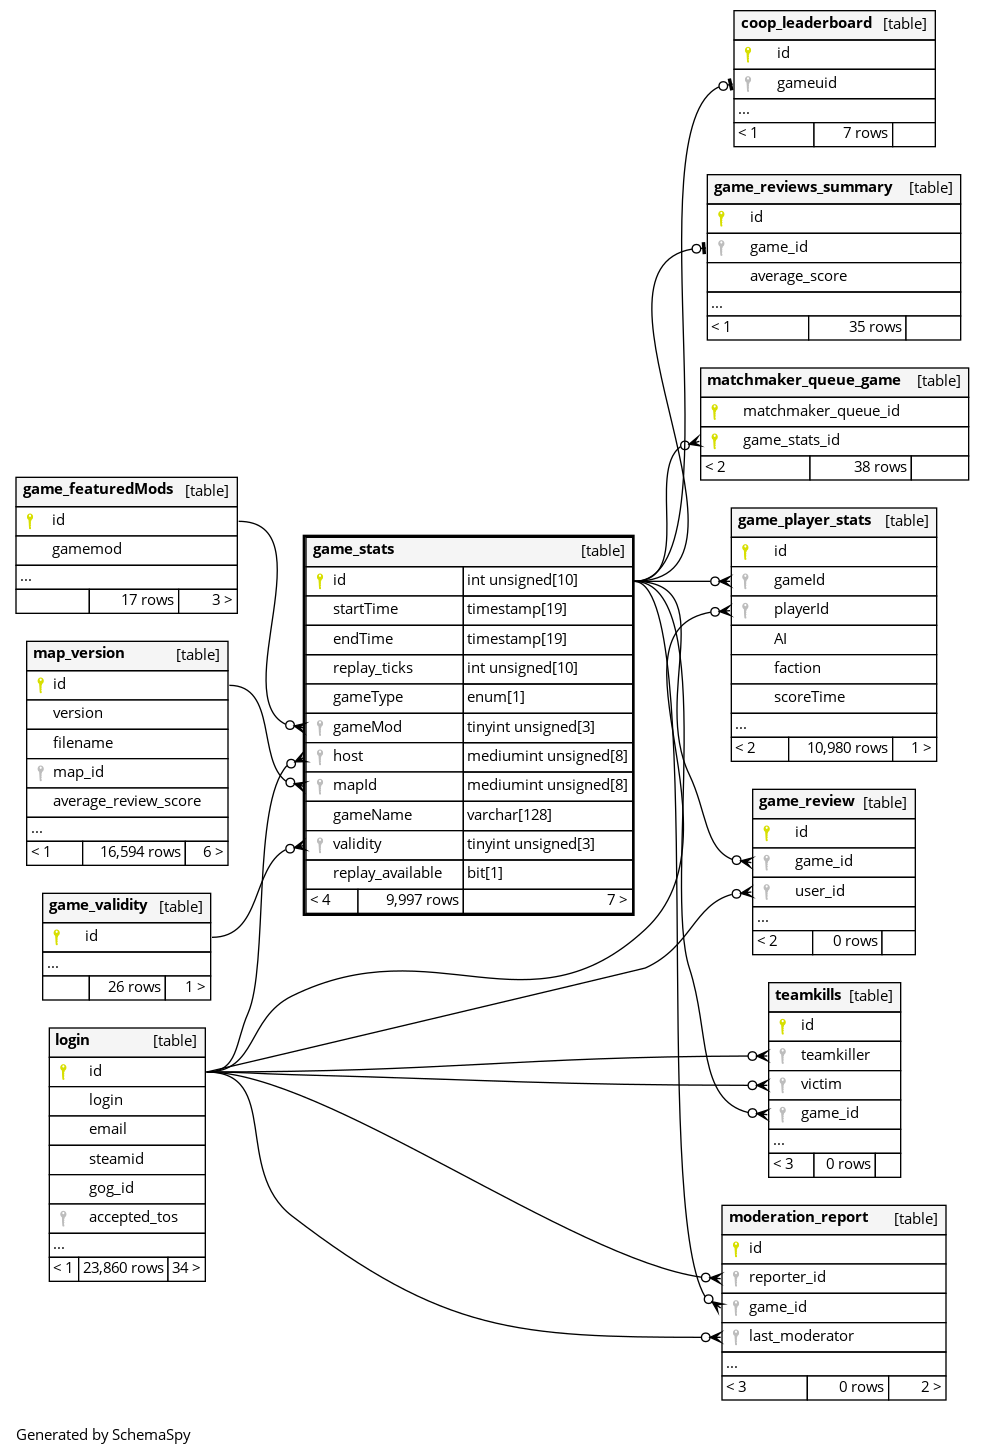 coop_leaderboard [table]
id
gameuid
...
< 1 7 rows
game_reviews_summary [table]
id
game_id
average_score
...
< 1 35 rows
matchmaker_queue_game [table]
matchmaker_queue_id
game_stats_id
< 2 38 rows
game_featuredMods [table]
id
gamemod
...
17 rows 3 >
map_version [table]
id
version
filename
map_id
average_review_score
...
< 1 16,594 rows 6 >
game_validity [table]
id
...
26 rows 1 >
login [table]
id
login
email
steamid
gog_id
accepted_tos
...
< 1 23,860 rows 34 >
game_stats [table]
id int unsigned[10]
startTime timestamp[19]
endTime timestamp[19]
replay_ticks int unsigned[10]
gameType enum[1]
gameMod tinyint unsigned[3]
host mediumint unsigned[8]
mapId mediumint unsigned[8]
gameName varchar[128]
validity tinyint unsigned[3]
replay_available bit[1]
< 4 9,997 rows 7 >
game_player_stats [table]
id
gameId
playerId
AI
faction
scoreTime
...
< 2 10,980 rows 1 >
game_review [table]
id
game_id
user_id
...
< 2 0 rows
teamkills [table]
id
teamkiller
victim
game_id
...
< 3 0 rows
moderation_report [table]
id
reporter_id
game_id
last_moderator
...
< 3 0 rows 2 >
Generated by SchemaSpy